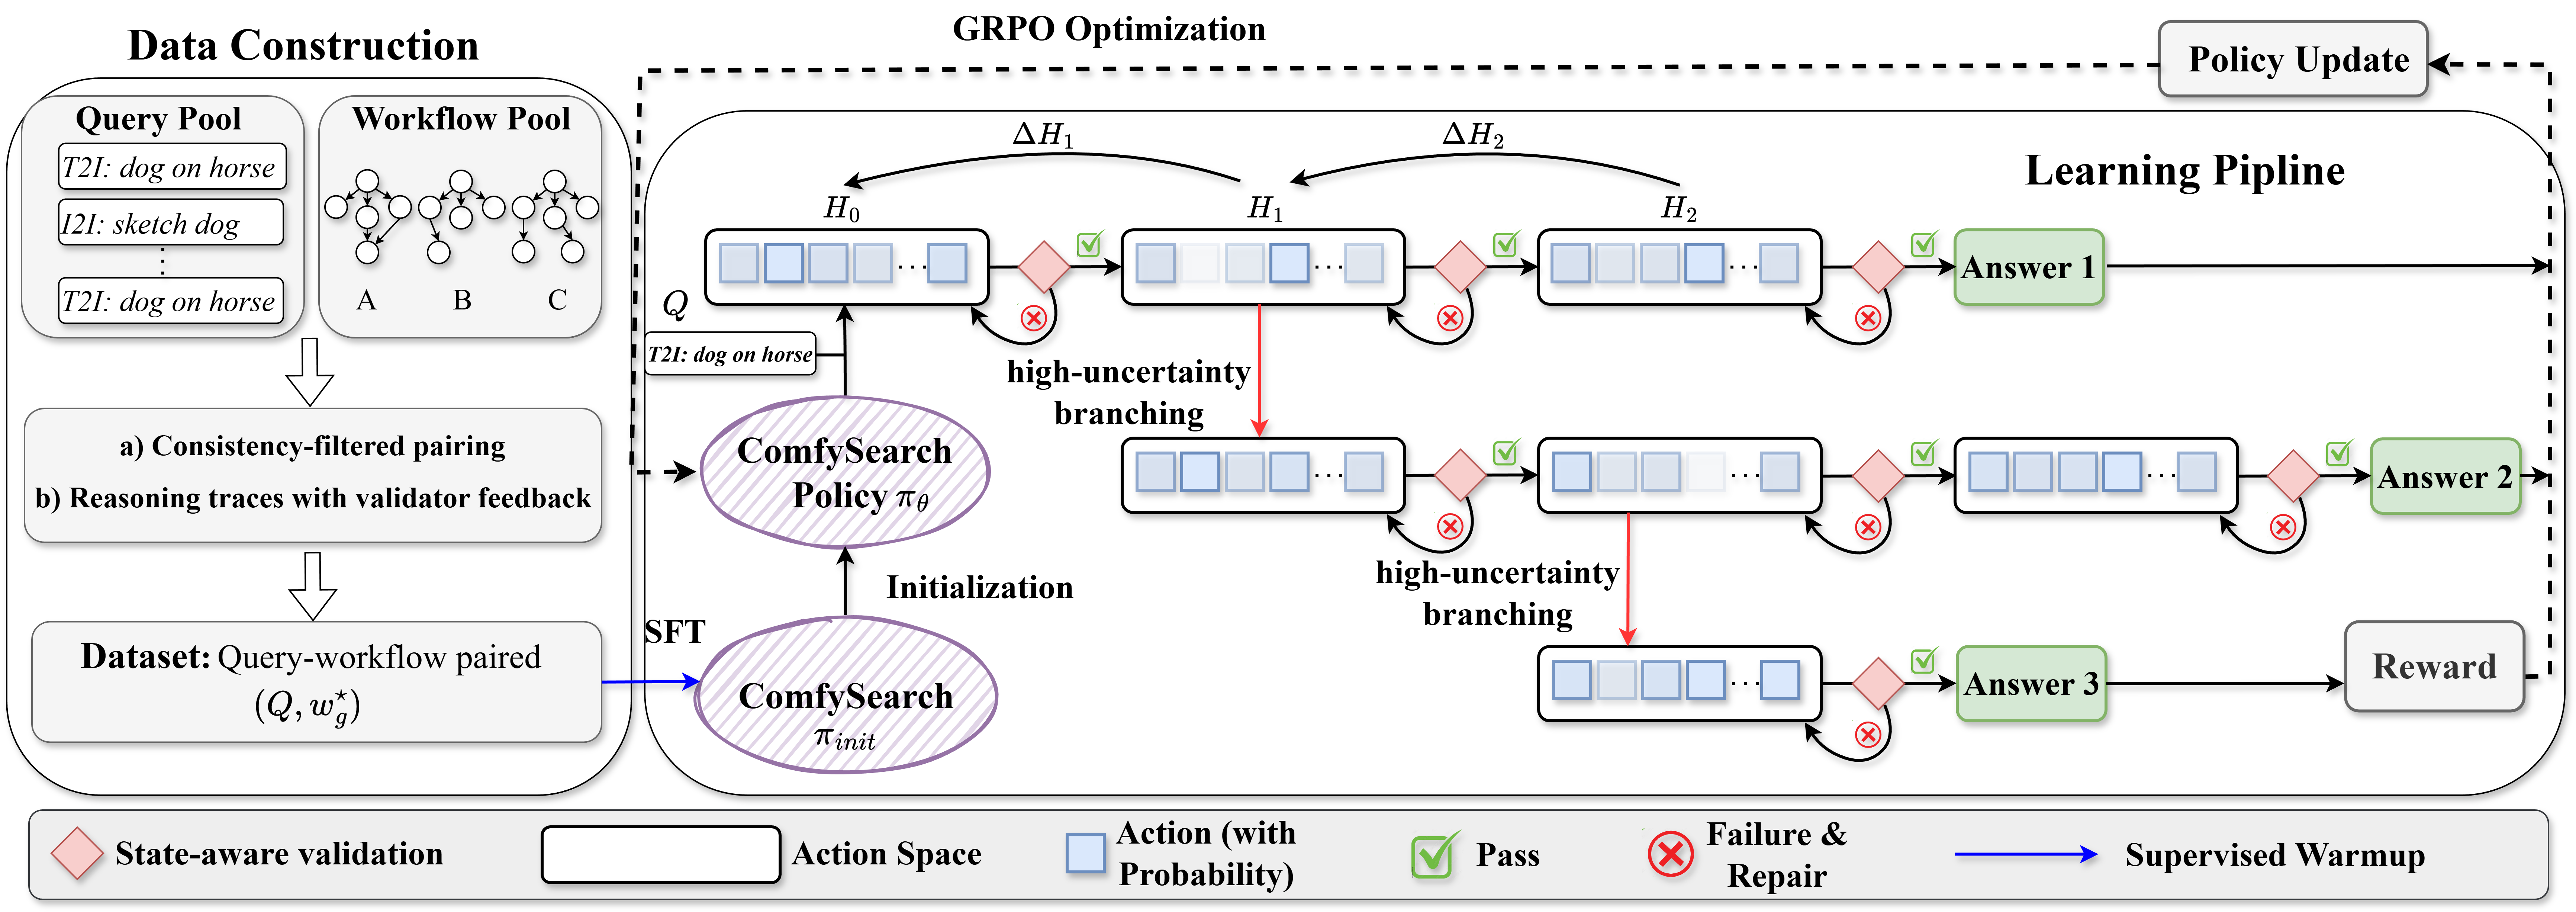 Data Construction
Query Pool
T2I: dog on horse
I2I: sketch dog
T2I: dog on horse
Workflow Pool
A B C
a) Consistency-filtered pairing
b) Reasoning traces with validator feedback
Dataset: Query-workflow paired
(Q, w_g^⋆)
GRPO Optimization
Policy Update
Learning Pipline
ΔH₁
ΔH₂
H₀
H₁
H₂
Q
T2I: dog on horse
Answer 1
high-uncertainty
branching
ComfySearch
Policy π_θ
Answer 2
Initialization
high-uncertainty
branching
SFT
ComfySearch
π_init
Answer 3
Reward
State-aware validation
Action Space
Action (with
Probability)
Pass
Failure &
Repair
Supervised Warmup